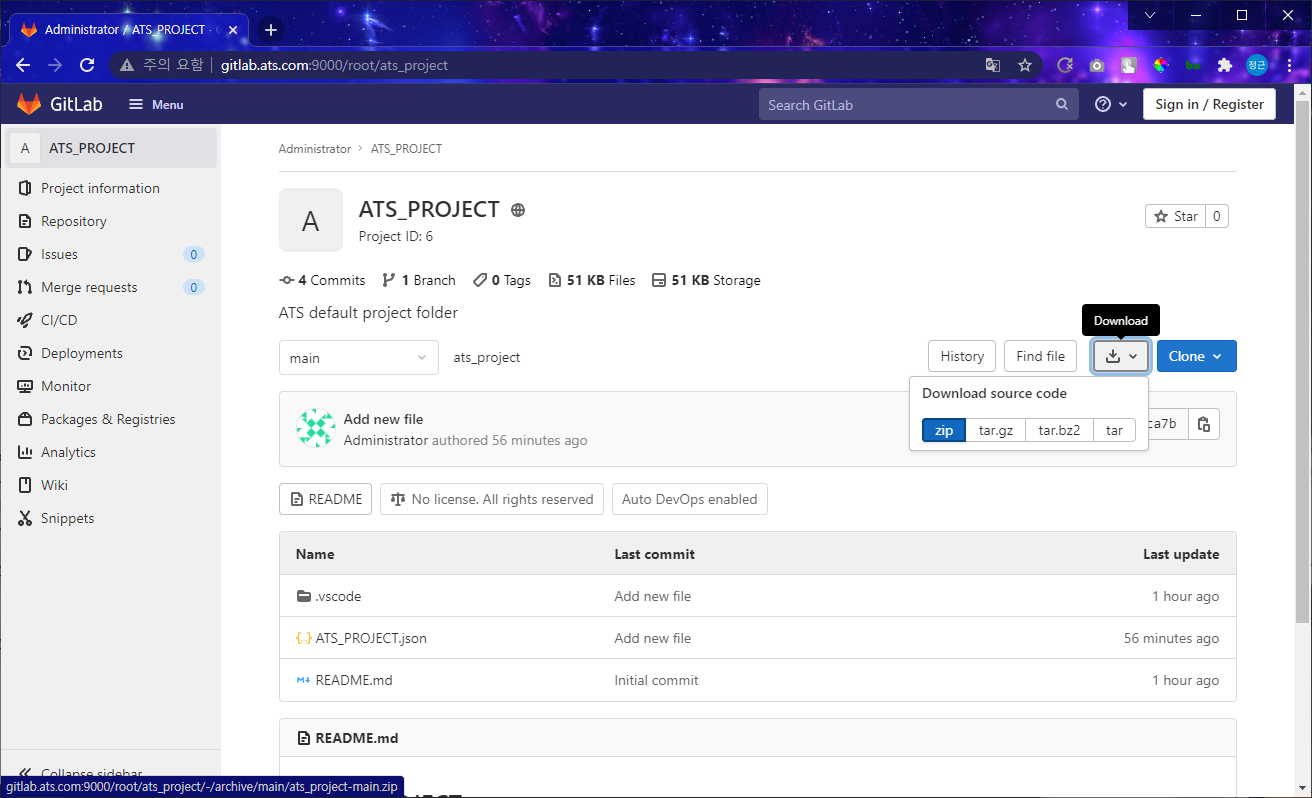 Administrator / ATS_PROJECT ·
주의 요함 gitlab.ats.com:9000/root/ats_project
정근
GitLab Menu Search GitLab Sign in / Register
A ATS_PROJECT
Project information
Repository
Issues 0
Merge requests 0
CI/CD
Deployments
Monitor
Packages & Registries
Analytics
Wiki
Snippets
Collapse sidebar
Administrator ATS_PROJECT
A
ATS_PROJECT
Project ID: 6
Star 0
4 Commits 1 Branch 0 Tags 51 KB Files 51 KB Storage
ATS default project folder
Download
main ats_project History Find file Clone
Download source code
zip tar.gz tar.bz2 tar
Add new file
Administrator authored 56 minutes ago
ca7b
README No license. All rights reserved Auto DevOps enabled
Name Last commit Last update
.vscode Add new file 1 hour ago
{..} ATS_PROJECT.json Add new file 56 minutes ago
README.md Initial commit 1 hour ago
README.md
gitlab.ats.com:9000/root/ats_project/-/archive/main/ats_project-main.zip